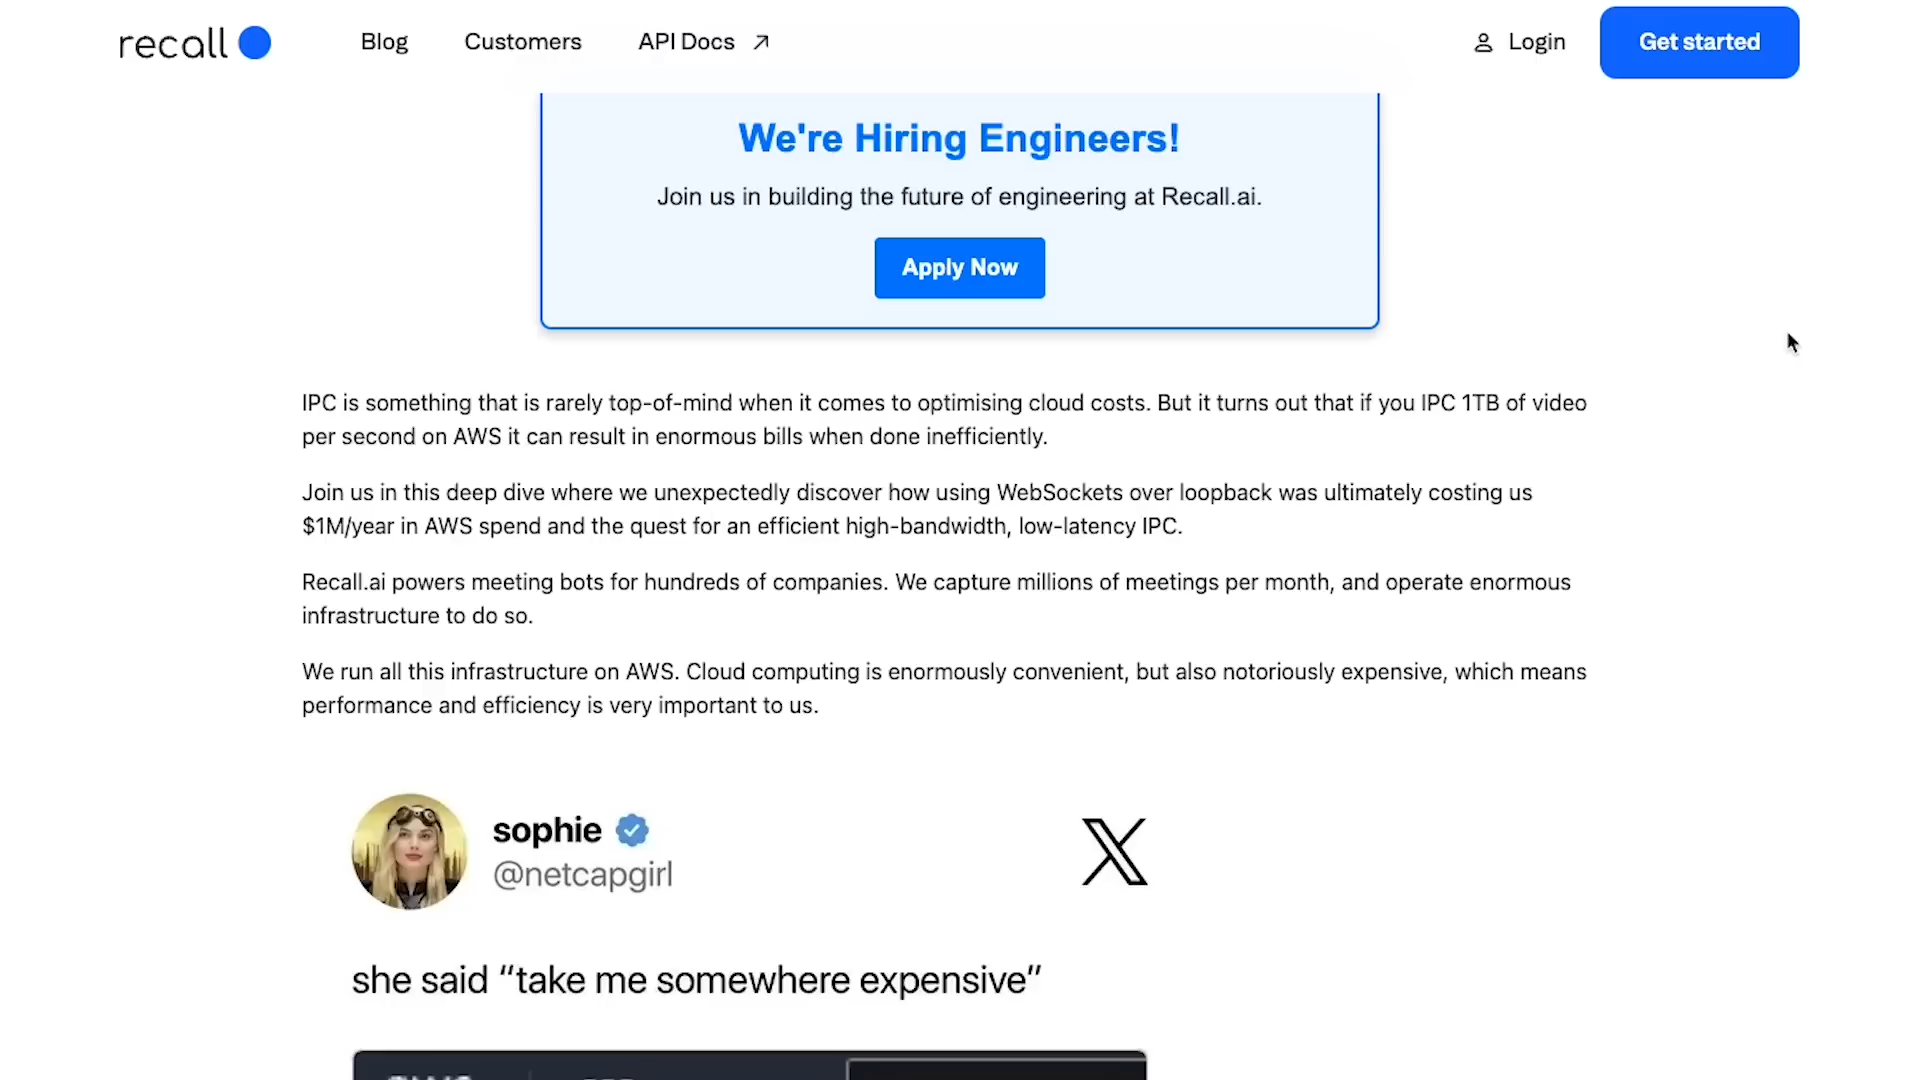 recall
Blog
Customers
API Docs
Login
Get started
We're Hiring Engineers!
Join us in building the future of engineering at Recall.ai.
Apply Now
IPC is something that is rarely top-of-mind when it comes to optimising cloud costs. But it turns out that if you IPC 1TB of video
per second on AWS it can result in enormous bills when done inefficiently.
Join us in this deep dive where we unexpectedly discover how using WebSockets over loopback was ultimately costing us
$1M/year in AWS spend and the quest for an efficient high-bandwidth, low-latency IPC.
Recall.ai powers meeting bots for hundreds of companies. We capture millions of meetings per month, and operate enormous
infrastructure to do so.
We run all this infrastructure on AWS. Cloud computing is enormously convenient, but also notoriously expensive, which means
performance and efficiency is very important to us.
sophie
@netcapgirl
she said “take me somewhere expensive”